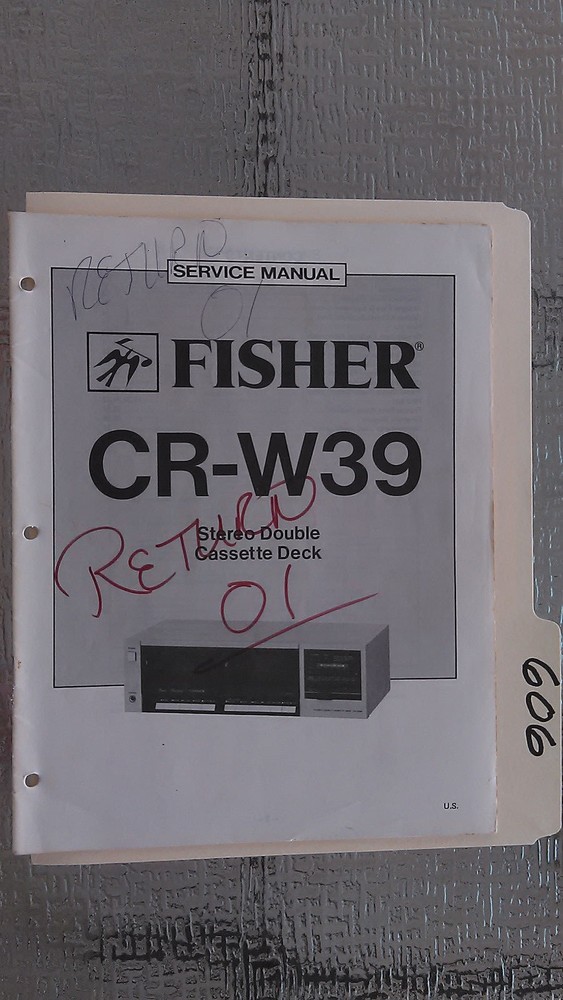 RETURN
01
SERVICE MANUAL
FISHER®
CR-W39
RETURN
Stereo Double
Cassette Deck
01
606
U.S.